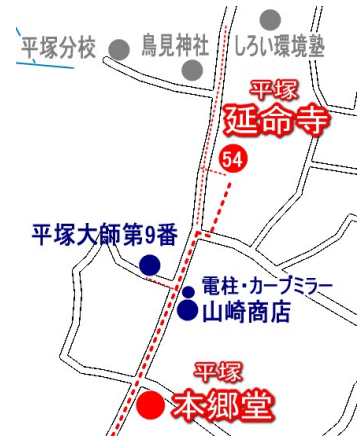 平塚分校
鳥見神社
しろい環境塾
平塚
延命寺
54
平塚大師第9番
電柱・カーブミラー
山崎商店
平塚
本郷堂